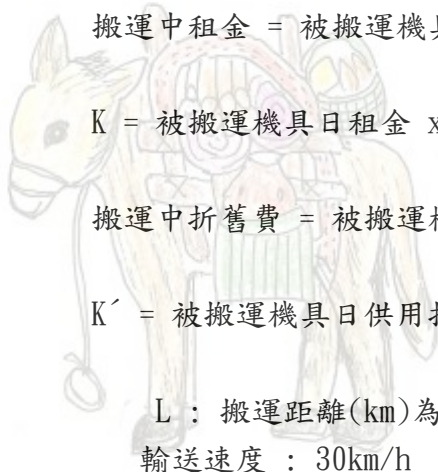 搬運中租金 = 被搬運機
K = 被搬運機具日租金 x
搬運中折舊費 = 被搬運
K´ = 被搬運機具日供用
L : 搬運距離(km)為
輸送速度 : 30km/h